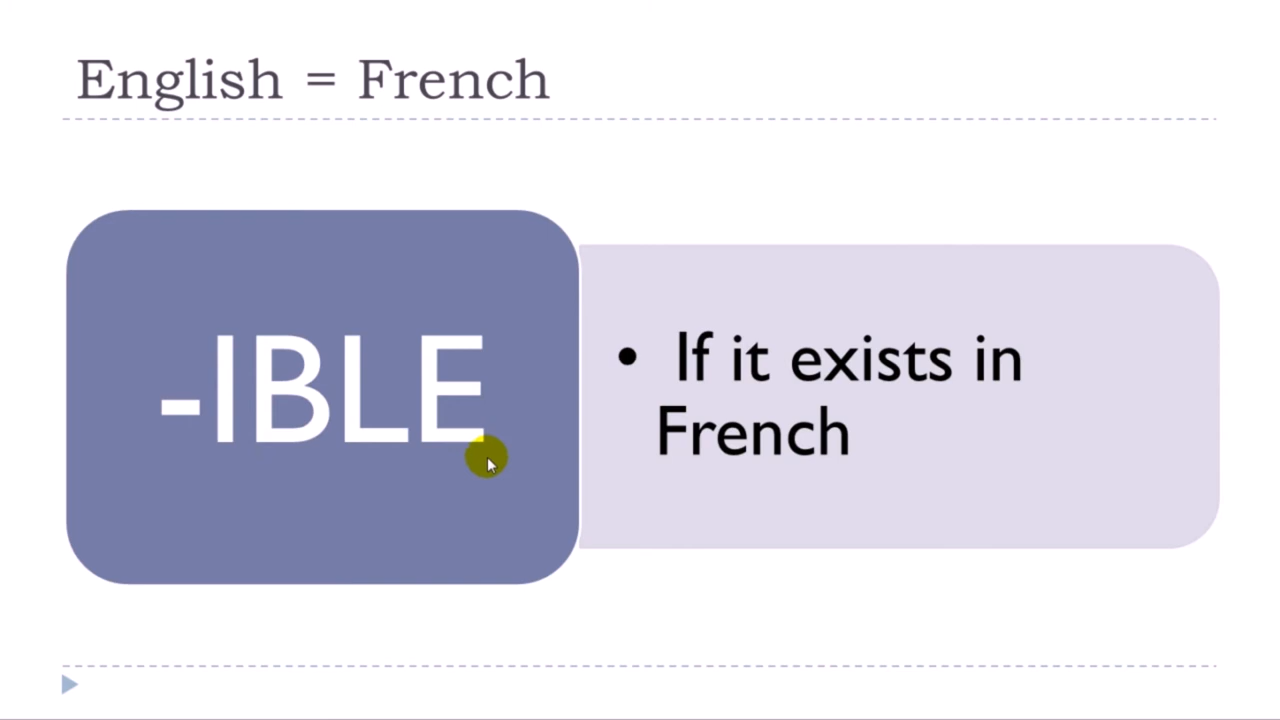 English = French
-IBLE
• If it exists in
French